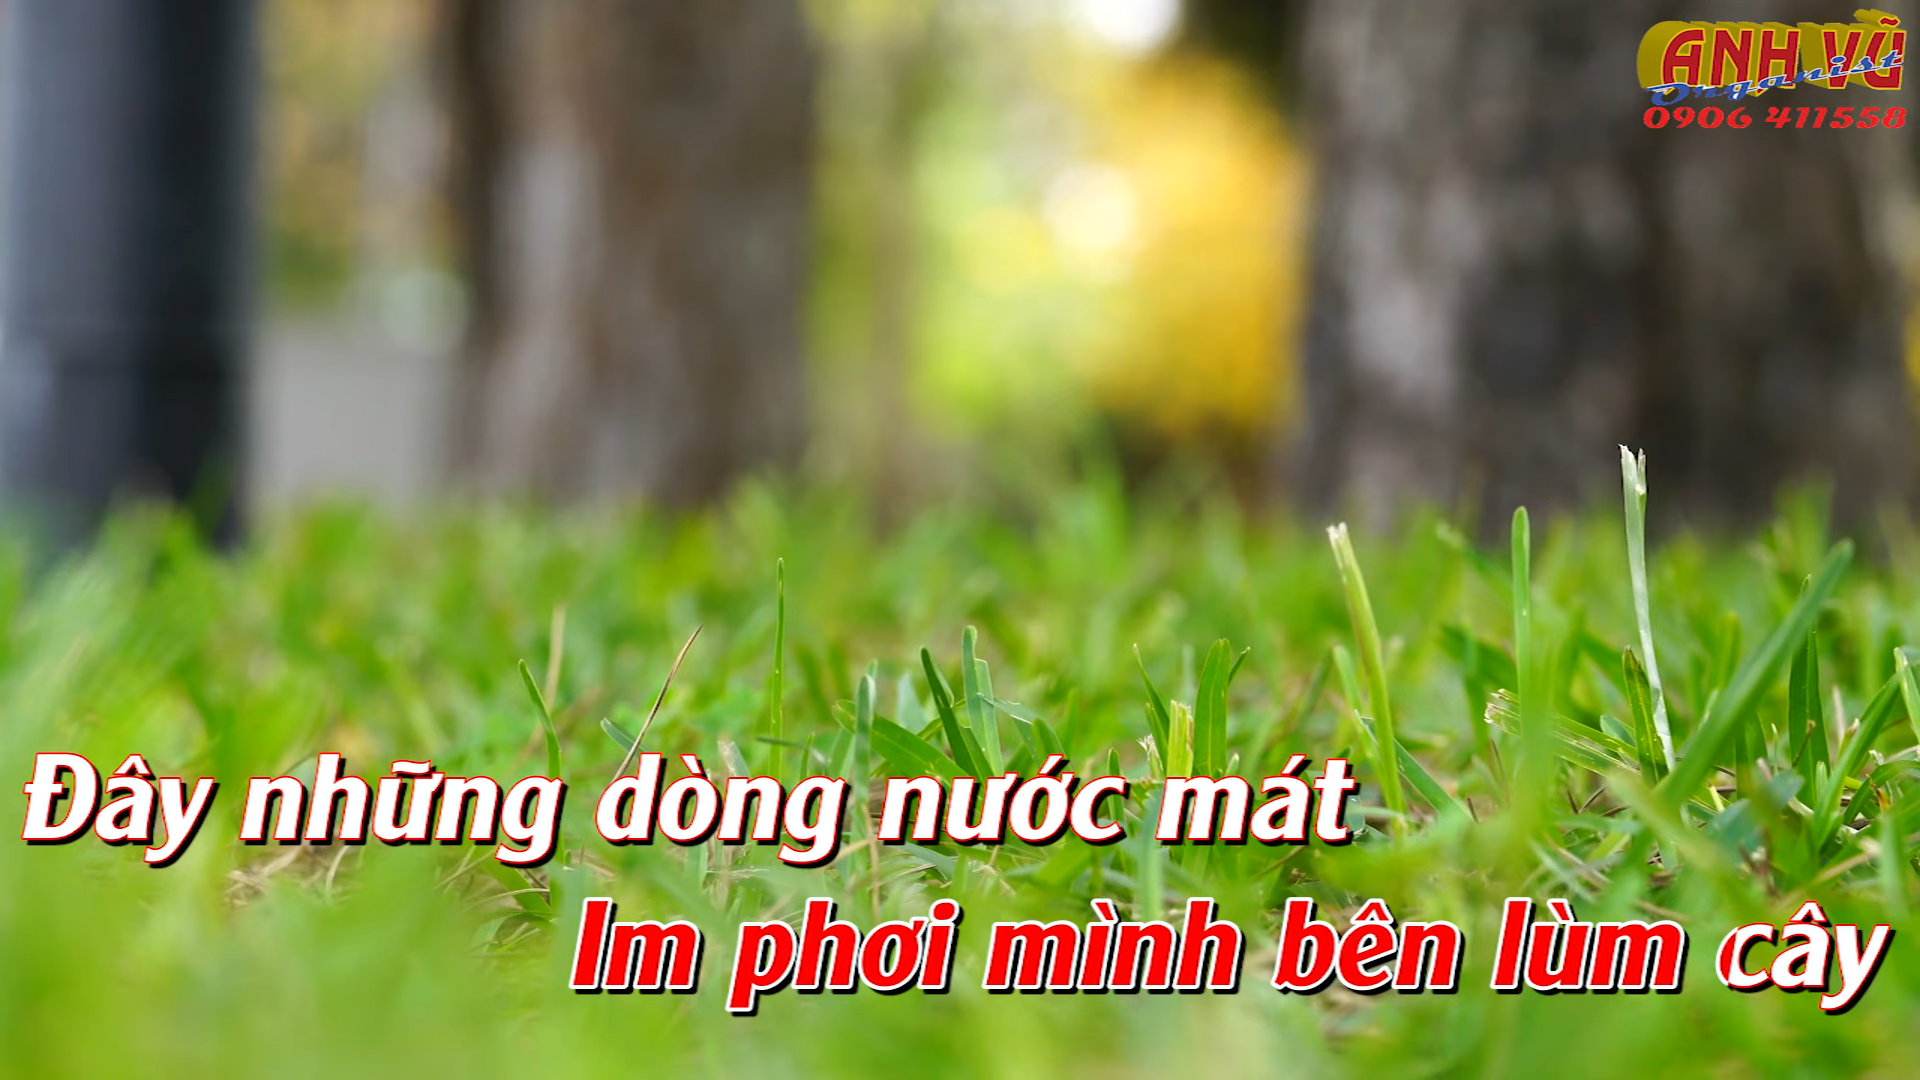 ANH VŨ
Organist
0906 411558
Đây những dòng nước mát
Im phơi mình bên lùm cây